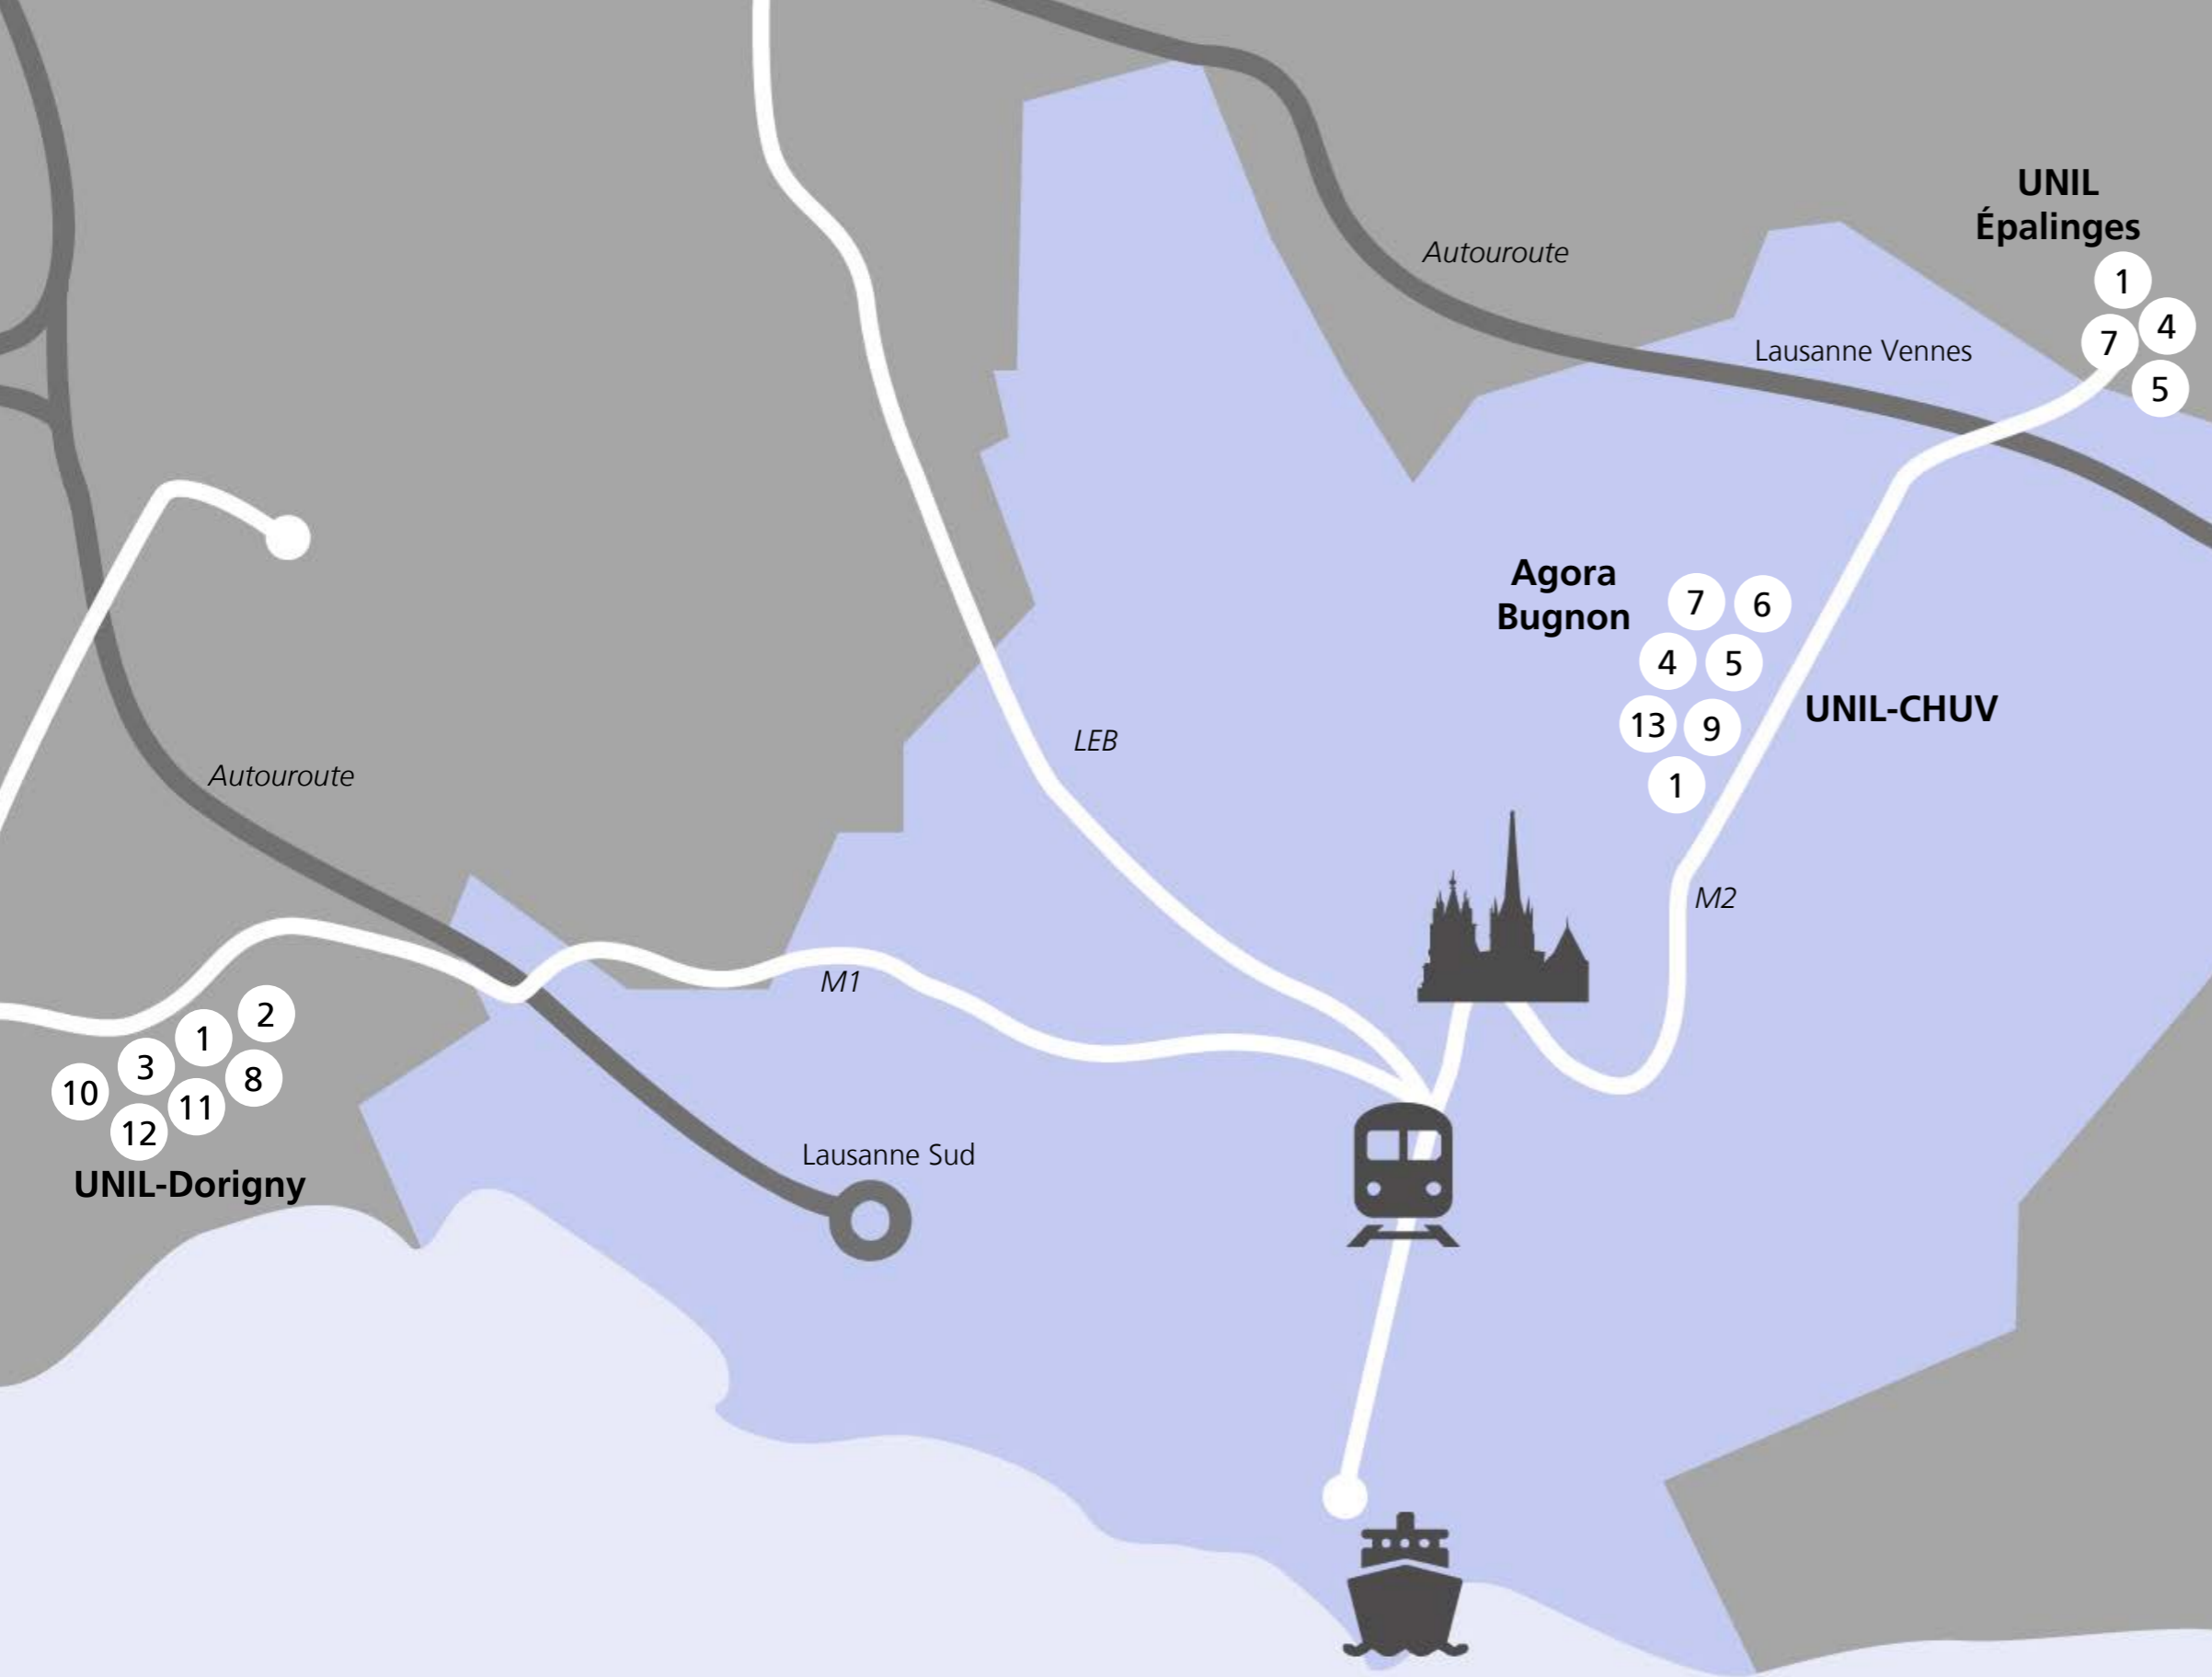 UNIL
Épalinges
1
4
7
5
Autouroute
Lausanne Vennes
Agora
Bugnon
7 6
4 5
13 9
1
UNIL-CHUV
LEB
Autouroute
M2
M1
2
1
3
8
10
11
12
UNIL-Dorigny
Lausanne Sud